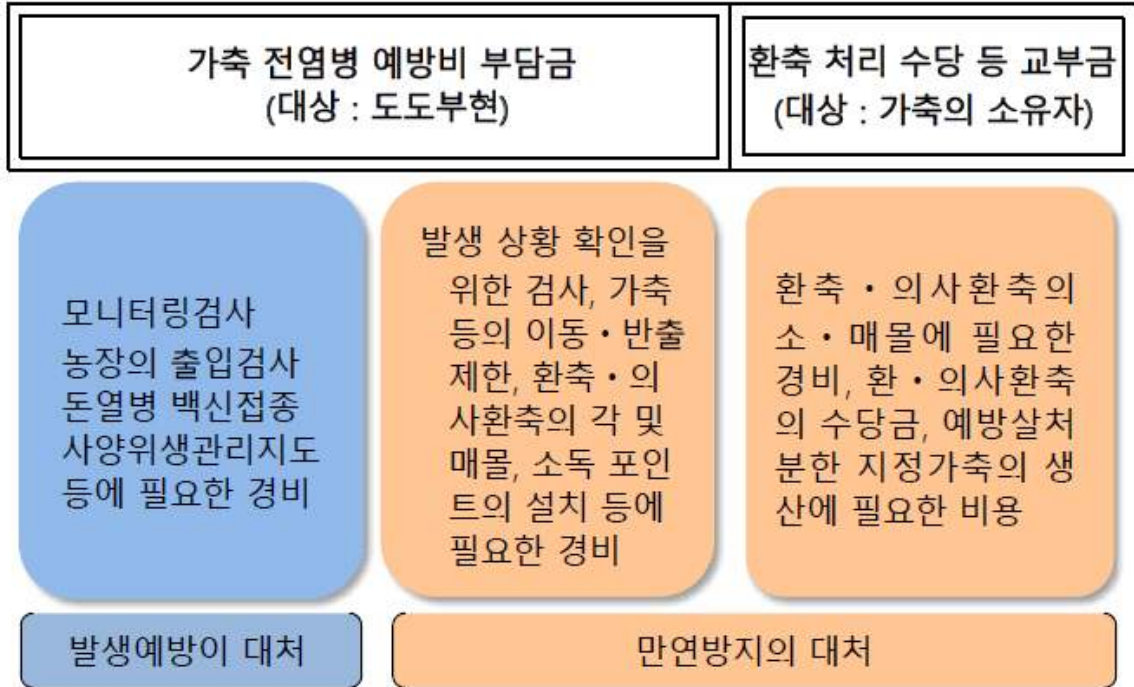 가축 전염병 예방비 부담금
(대상 : 도도부현)
환축 처리 수당 등 교부금
(대상 : 가축의 소유자)
모니터링검사
농장의 출입검사
돈열병 백신접종
사양위생관리지도
등에 필요한 경비
발생 상황 확인을
위한 검사, 가축
등의 이동・반출
제한, 환축・의
사환축의 각 및
매몰, 소독 포인
트의 설치 등에
필요한 경비
환축・의사환축의
소・매몰에 필요한
경비, 환・의사환축
의 수당금, 예방살처
분한 지정가축의 생
산에 필요한 비용
발생예방이 대처
만연방지의 대처